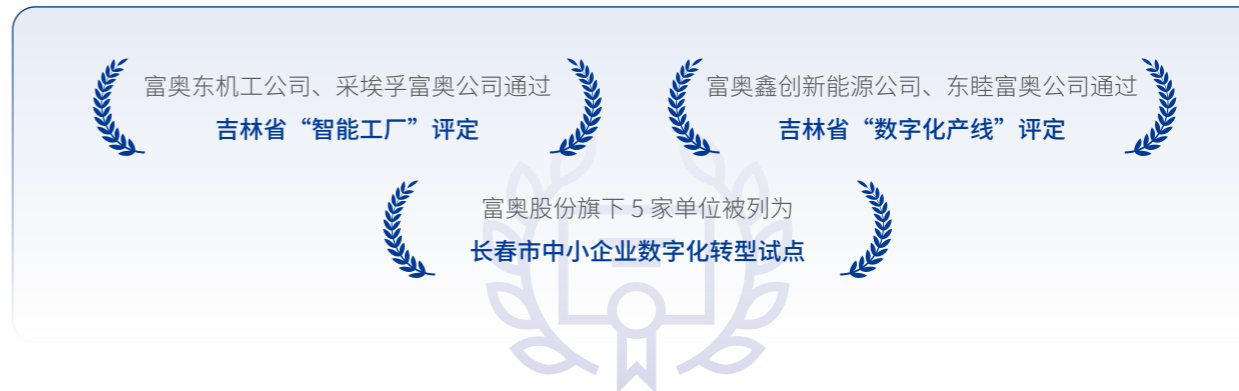 富奥东机工公司、采埃孚富奥公司通过
吉林省“智能工厂”评定
富奥鑫创新能源公司、东睦富奥公司通过
吉林省“数字化产线”评定
富奥股份旗下 5 家单位被列为
长春市中小企业数字化转型试点